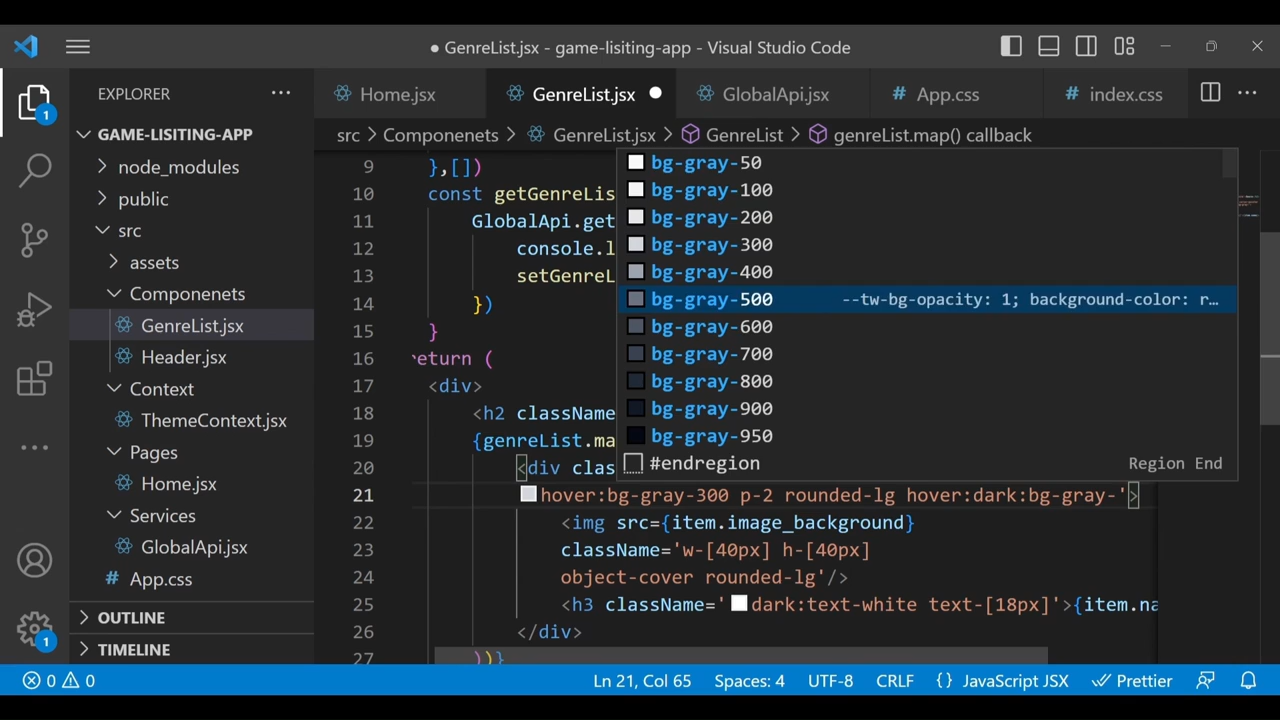 ● GenreList.jsx - game-lisiting-app - Visual Studio Code
EXPLORER ...
Home.jsx GenreList.jsx ● GlobalApi.jsx # App.css # index.css ...
GAME-LISITING-APP
node_modules
public
src
assets
Componenets
GenreList.jsx
Header.jsx
Context
ThemeContext.jsx
Pages
Home.jsx
Services
GlobalApi.jsx
# App.css
OUTLINE
TIMELINE
1
1
src > Componenets > GenreList.jsx > GenreList > genreList.map() callback
9 },[])
10 const getGenreLis
11 GlobalApi.get
12 console.l
13 setGenreL
14 })
15 }
16 return (
17 <div>
18 <h2 className
19 {genreList.ma
20 <div clas
21 hover:bg-gray-300 p-2 rounded-lg hover:dark:bg-gray-'>
22 <img src={item.image_background}
23 className='w-[40px] h-[40px]
24 object-cover rounded-lg'/>
25 <h3 className='dark:text-white text-[18px]'>{item.na
26 </div>
27 ))}
bg-gray-50
bg-gray-100
bg-gray-200
bg-gray-300
bg-gray-400
bg-gray-500 --tw-bg-opacity: 1; background-color: r…
bg-gray-600
bg-gray-700
bg-gray-800
bg-gray-900
bg-gray-950
#endregion Region End
0 0 Ln 21, Col 65 Spaces: 4 UTF-8 CRLF {} JavaScript JSX Prettier